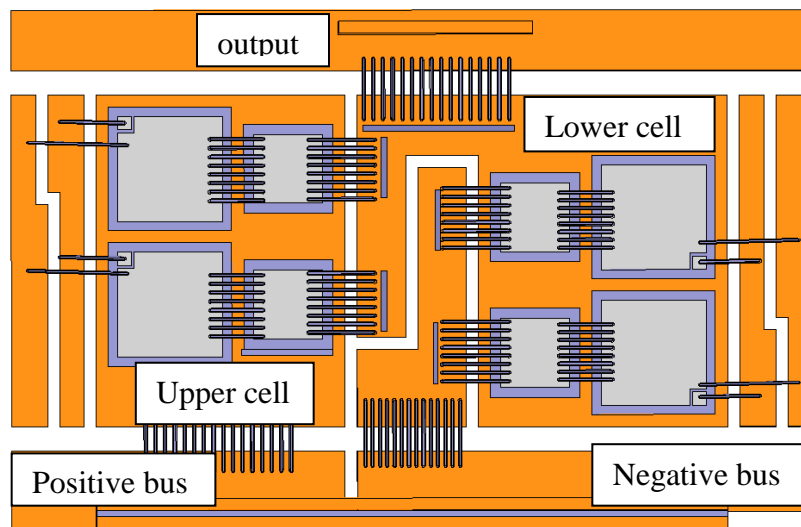 output
Lower cell
Upper cell
Positive bus
Negative bus